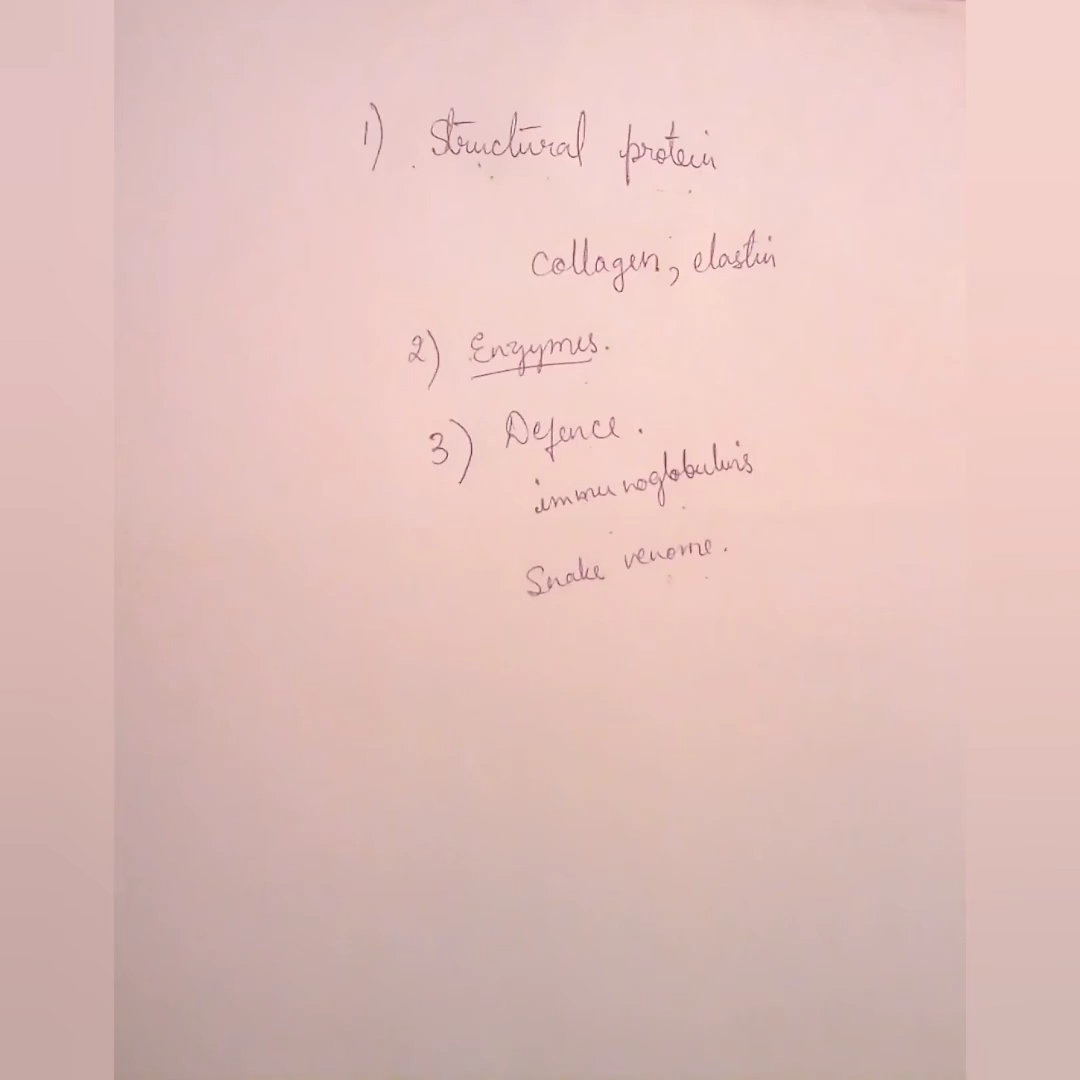 1) Structural protein
collagen, elastin
2) Enzymes.
3) Defence.
immunoglobulins
Snake venome.